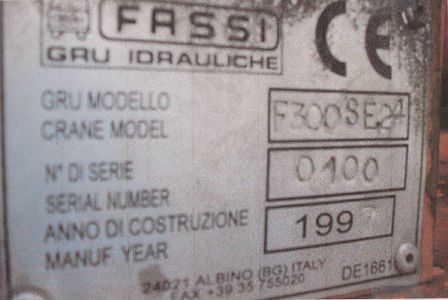 FASSI
GRU IDRAULICHE
CE
GRU MODELLO
CRANE MODEL
F300SE24
N° DI SERIE
SERIAL NUMBER
0100
ANNO DI COSTRUZIONE
MANUF YEAR
199
24021 ALBINO (BG) ITALY
FAX +39 35 755020
DE1661